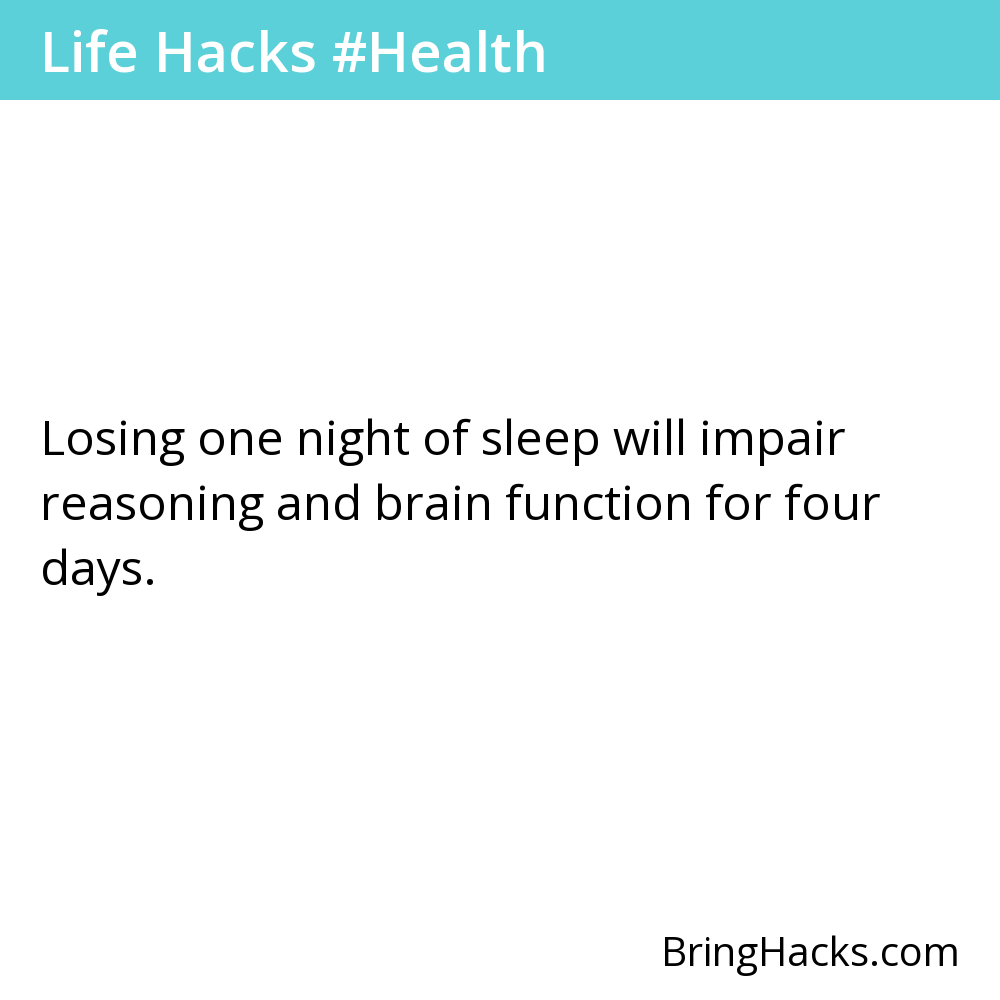 Life Hacks #Health
Losing one night of sleep will impair
reasoning and brain function for four
days.
BringHacks.com